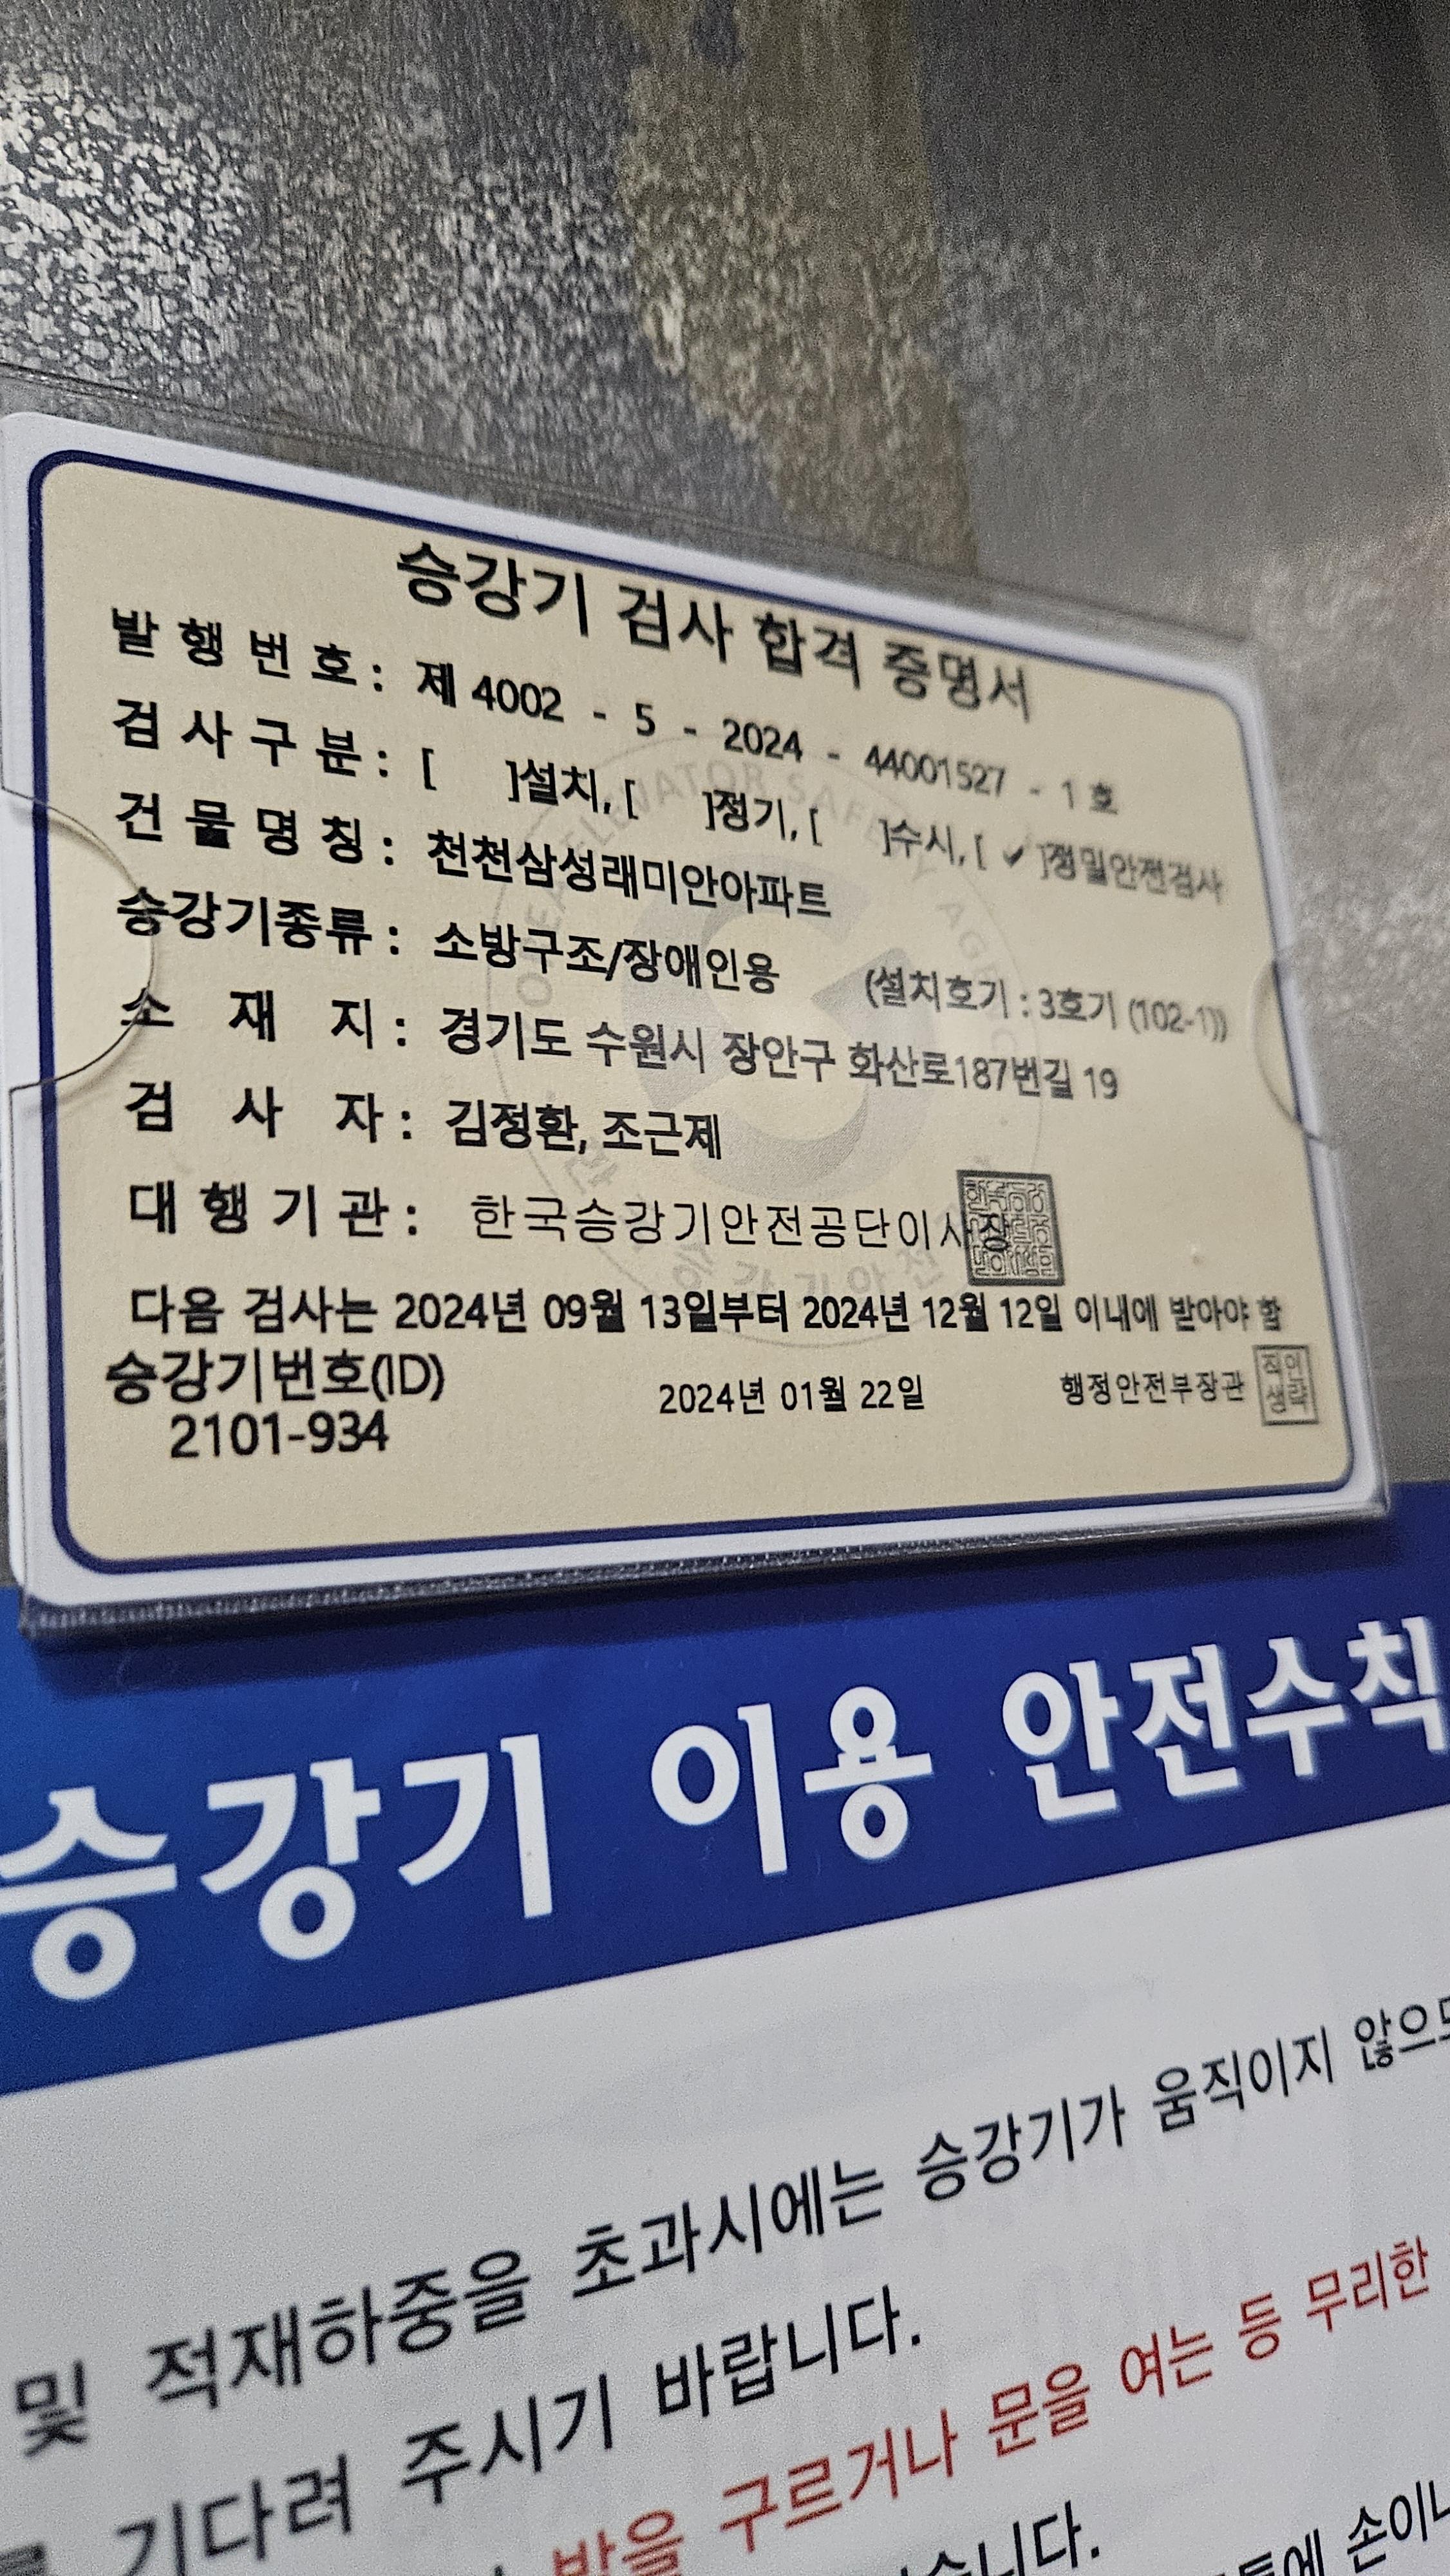 승강기 검사 합격 증명서
발 행 번 호 : 제 4002 - 5 - 2024 - 44001527 - 1 호
검 사 구 분 : [ ]설치, [ ]정기, [ ]수시, [ ✔ ]정밀안전검사
건 물 명 칭 : 천천삼성래미안아파트
승강기종류 : 소방구조/장애인용 (설치호기 : 3호기 (102-1))
소 재 지 : 경기도 수원시 장안구 화산로187번길 19
검 사 자 : 김정환, 조근제
대 행 기 관 : 한국승강기안전공단이사장
다음 검사는 2024년 09월 13일부터 2024년 12월 12일 이내에 받아야 함
승강기번호(ID)
2101-934
2024년 01월 22일
행정안전부장관 직인생략
승강기 이용 안전수칙
및 적재하중을 초과시에는 승강기가 움직이지 않으
기다려 주시기 바랍니다.
발을 구르거나 문을 여는 등 무리한
손이